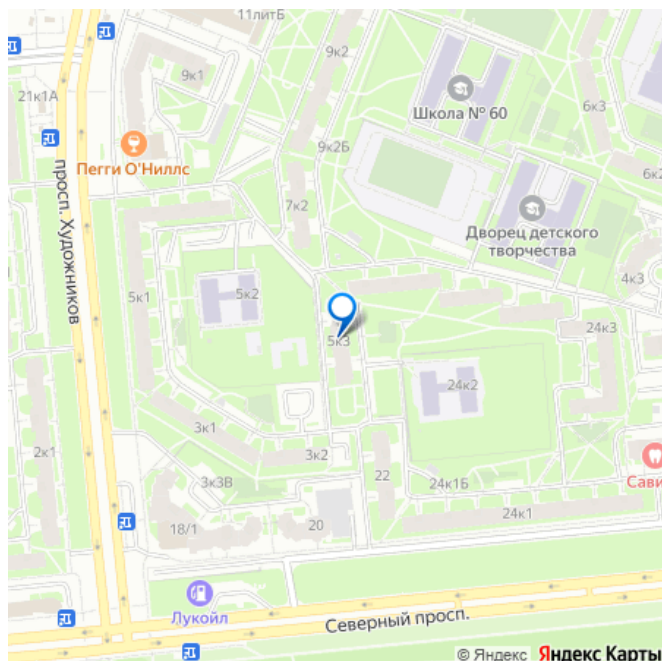 11литБ
9к2
9к1
21к1А
Школа № 60
6к3
Пегги О'Ниллс
9к2Б
6к2
просп. Художников
7к2
Дворец детского
творчества
4к3
5к1
5к2
5к3
24к3
24к2
3к1
2к1
3к2
3к3В
22
24к1Б
Сави
18/1
20
24к1
Лукойл
Северный просп.
© Яндекс Яндекс Карты